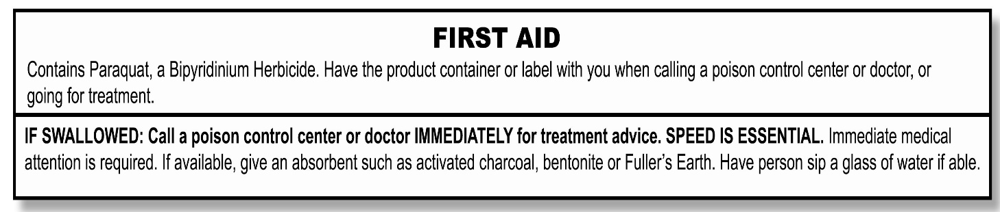 FIRST AID
Contains Paraquat, a Bipyridinium Herbicide. Have the product container or label with you when calling a poison control center or doctor, or
going for treatment.
IF SWALLOWED: Call a poison control center or doctor IMMEDIATELY for treatment advice. SPEED IS ESSENTIAL. Immediate medical
attention is required. If available, give an absorbent such as activated charcoal, bentonite or Fuller’s Earth. Have person sip a glass of water if able.